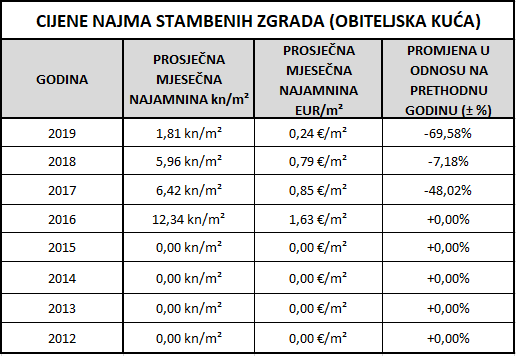 CIJENE NAJMA STAMBENIH ZGRADA (OBITELJSKA KUĆA)
GODINA
PROSJEČNA
MJESEČNA
NAJAMNINA kn/m²
PROSJEČNA
MJESEČNA
NAJAMNINA
EUR/m²
PROMJENA U
ODNOSU NA
PRETHODNU
GODINU (± %)
2019 1,81 kn/m² 0,24 €/m² -69,58%
2018 5,96 kn/m² 0,79 €/m² -7,18%
2017 6,42 kn/m² 0,85 €/m² -48,02%
2016 12,34 kn/m² 1,63 €/m² +0,00%
2015 0,00 kn/m² 0,00 €/m² +0,00%
2014 0,00 kn/m² 0,00 €/m² +0,00%
2013 0,00 kn/m² 0,00 €/m² +0,00%
2012 0,00 kn/m² 0,00 €/m² +0,00%